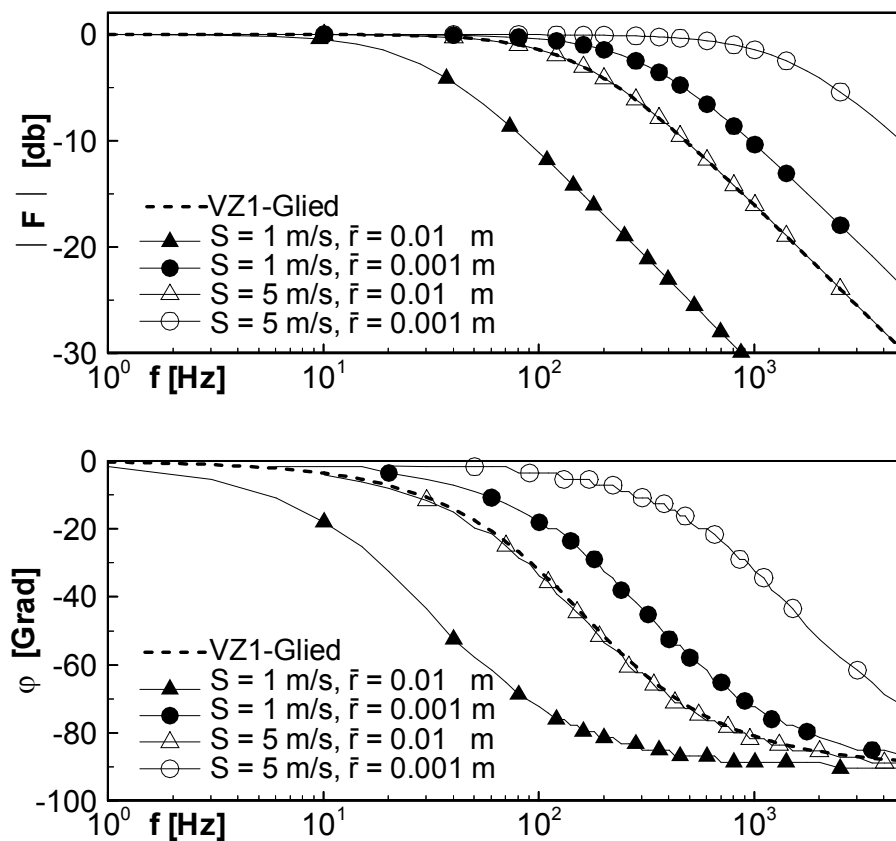 0
-10
-20
-30
| F | [db]
VZ1-Glied
S = 1 m/s, r̄ = 0.01 m
S = 1 m/s, r̄ = 0.001 m
S = 5 m/s, r̄ = 0.01 m
S = 5 m/s, r̄ = 0.001 m
10⁰ f [Hz] 10¹ 10² 10³
0
-20
-40
-60
-80
-100
φ [Grad]
VZ1-Glied
S = 1 m/s, r̄ = 0.01 m
S = 1 m/s, r̄ = 0.001 m
S = 5 m/s, r̄ = 0.01 m
S = 5 m/s, r̄ = 0.001 m
10⁰ f [Hz] 10¹ 10² 10³